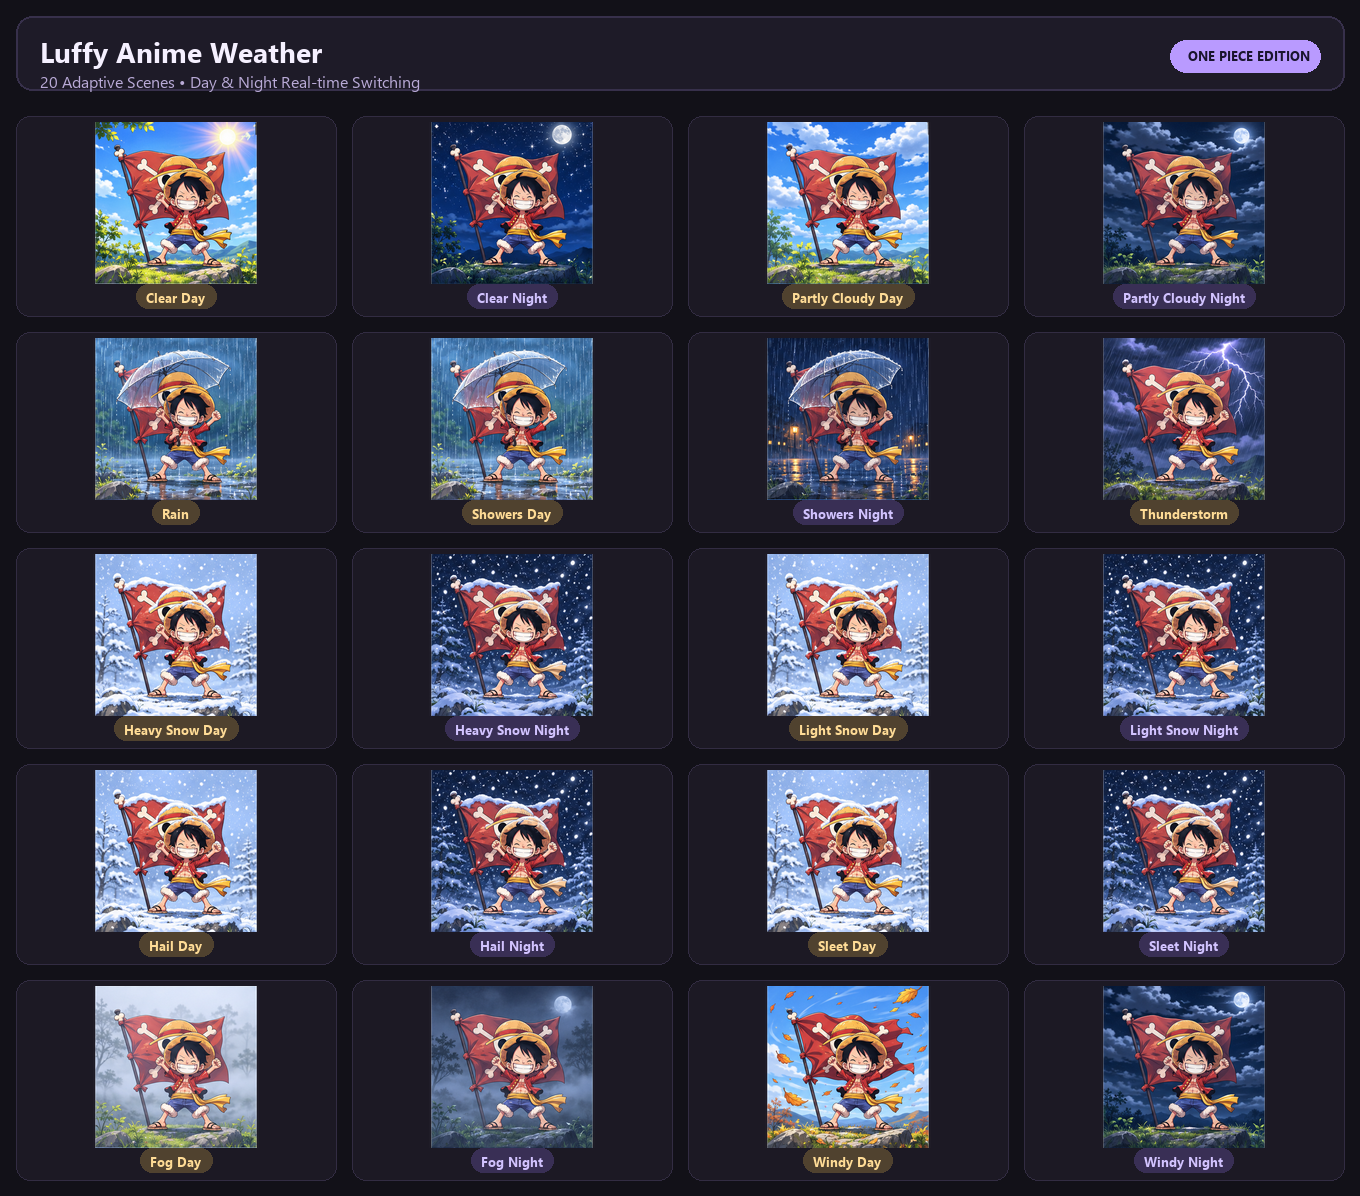 Luffy Anime Weather
20 Adaptive Scenes • Day & Night Real-time Switching
ONE PIECE EDITION
Clear Day
Clear Night
Partly Cloudy Day
Partly Cloudy Night
Rain
Showers Day
Showers Night
Thunderstorm
Heavy Snow Day
Heavy Snow Night
Light Snow Day
Light Snow Night
Hail Day
Hail Night
Sleet Day
Sleet Night
Fog Day
Fog Night
Windy Day
Windy Night